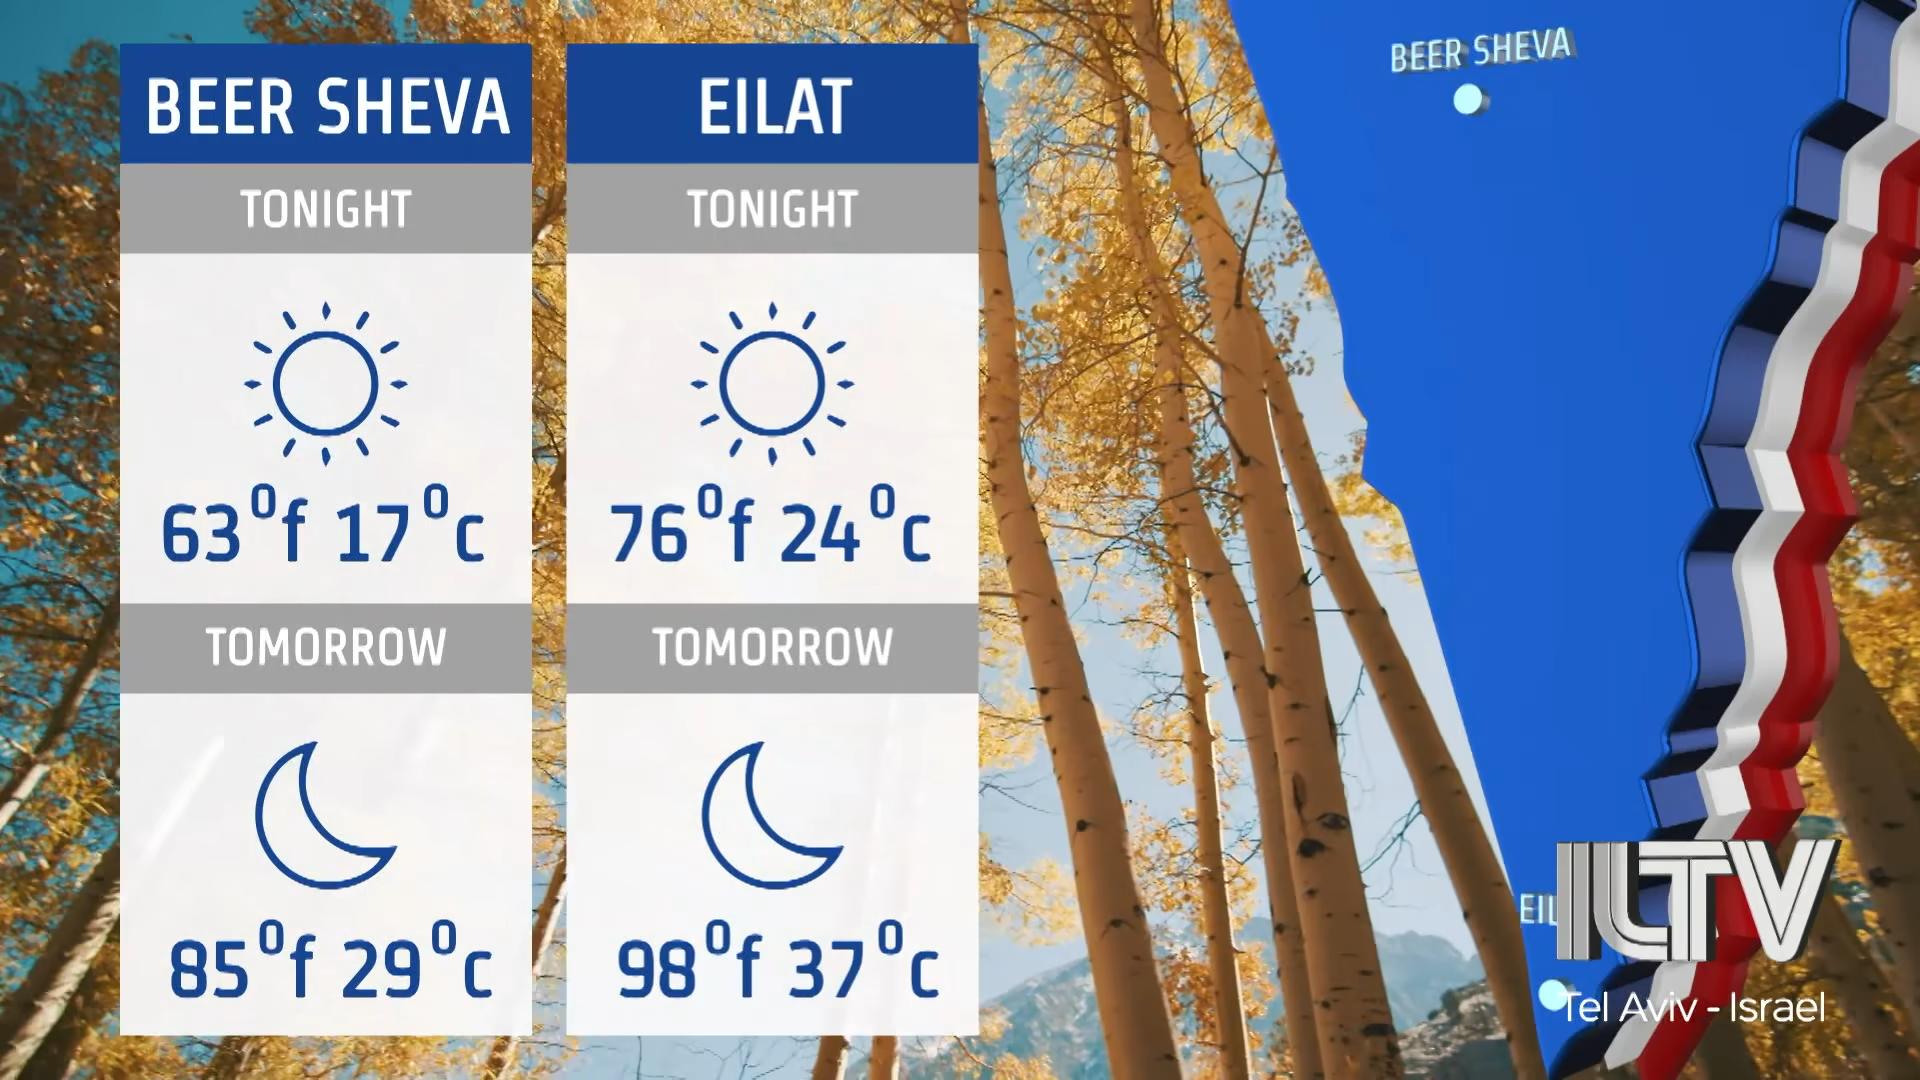 BEER SHEVA
TONIGHT
63°f 17°c
TOMORROW
85°f 29°c
EILAT
TONIGHT
76°f 24°c
TOMORROW
98°f 37°c
BEER SHEVA
EIL
ILTV
Tel Aviv - Israel